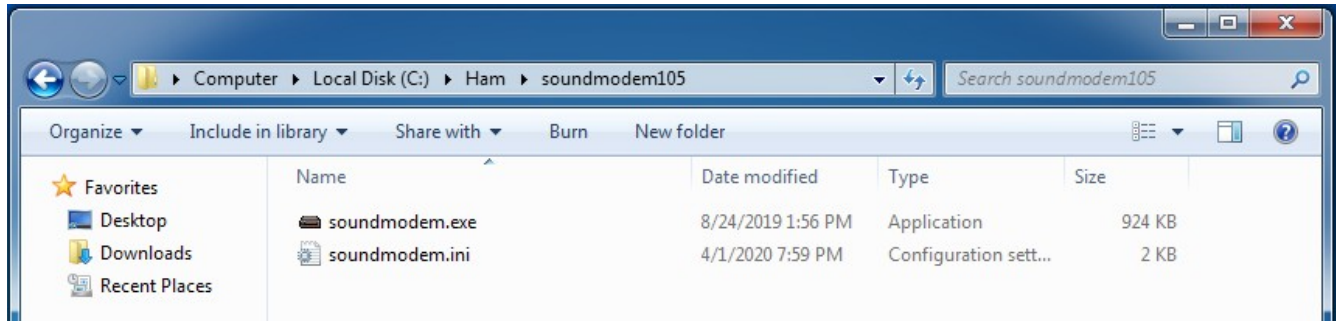 Computer Local Disk (C:) Ham soundmodem105 Search soundmodem105
Organize Include in library Share with Burn New folder
Favorites
Desktop
Downloads
Recent Places
Name Date modified Type Size
soundmodem.exe 8/24/2019 1:56 PM Application 924 KB
soundmodem.ini 4/1/2020 7:59 PM Configuration sett... 2 KB